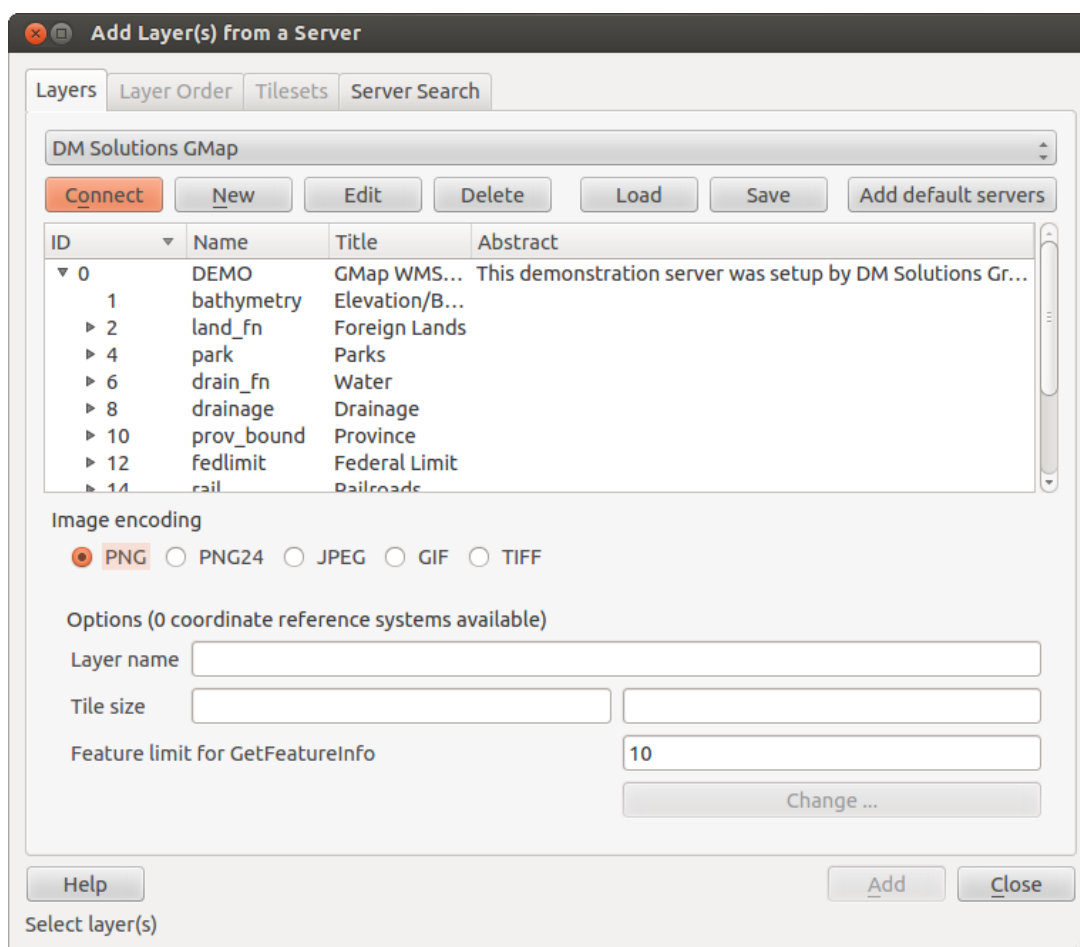 Add Layer(s) from a Server
Layers Layer Order Tilesets Server Search
DM Solutions GMap
Connect New Edit Delete Load Save Add default servers
ID Name Title Abstract
0 DEMO GMap WMS... This demonstration server was setup by DM Solutions Gr...
1 bathymetry Elevation/B...
2 land_fn Foreign Lands
4 park Parks
6 drain_fn Water
8 drainage Drainage
10 prov_bound Province
12 fedlimit Federal Limit
14 rail Railroads
Image encoding
PNG PNG24 JPEG GIF TIFF
Options (0 coordinate reference systems available)
Layer name
Tile size
Feature limit for GetFeatureInfo 10
Change ...
Help Add Close
Select layer(s)